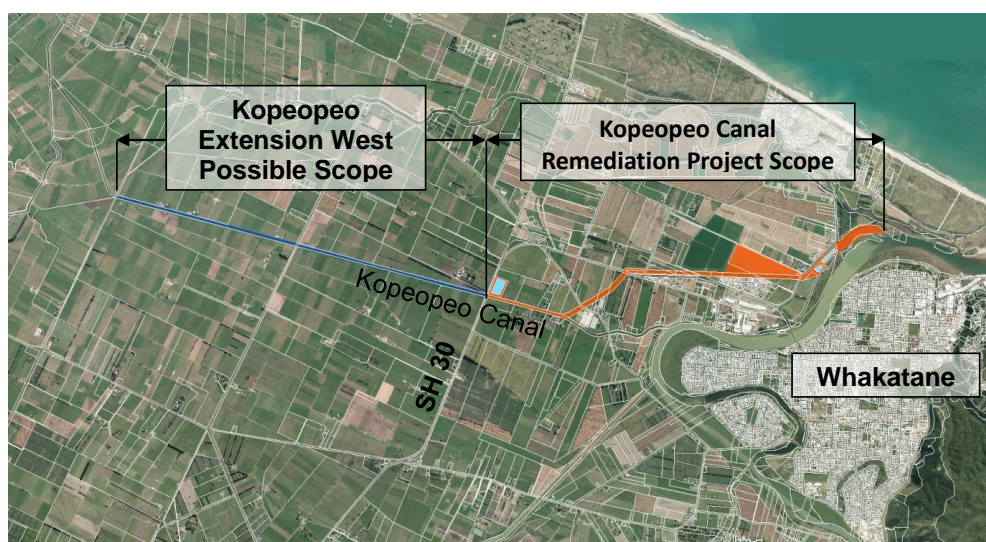 Kopeopeo
Extension West
Possible Scope
Kopeopeo Canal
Remediation Project Scope
Kopeopeo Canal
SH 30
Whakatane